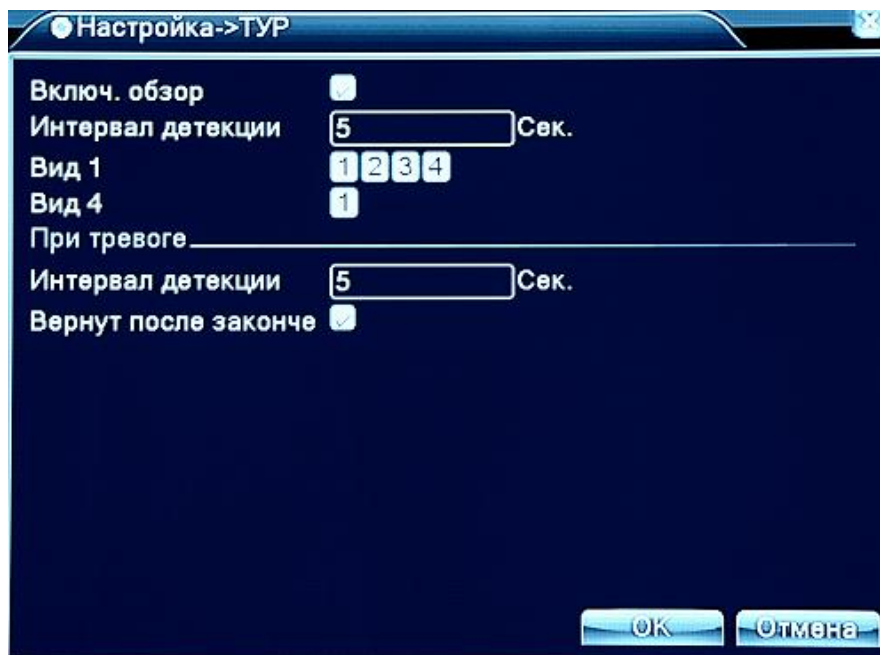 Настройка->ТУР
Включ. обзор
Интервал детекции 5 Сек.
Вид 1 1 2 3 4
Вид 4 1
При тревоге
Интервал детекции 5 Сек.
Вернут после законче
OK Отмена